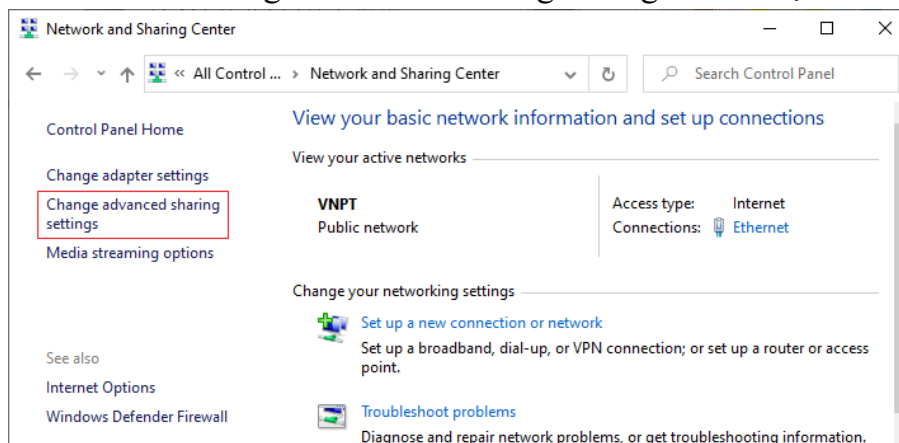 Network and Sharing Center
« All Control ... › Network and Sharing Center
Search Control Panel
Control Panel Home
Change adapter settings
Change advanced sharing
settings
Media streaming options
See also
Internet Options
Windows Defender Firewall
View your basic network information and set up connections
View your active networks
VNPT
Public network
Access type: Internet
Connections: Ethernet
Change your networking settings
Set up a new connection or network
Set up a broadband, dial-up, or VPN connection; or set up a router or access
point.
Troubleshoot problems
Diagnose and repair network problems, or get troubleshooting information.